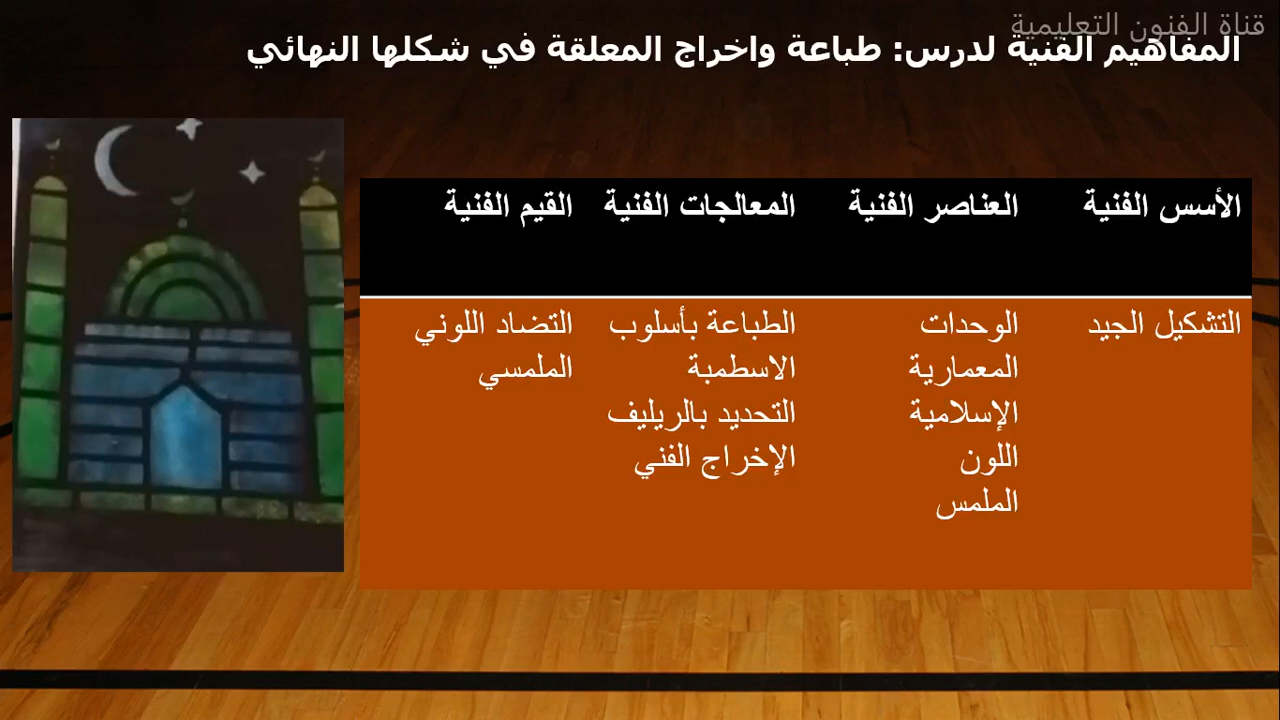 قناة الفنون التعليمية
المفاهيم الفنية لدرس: طباعة واخراج المعلقة في شكلها النهائي
الأسس الفنية
العناصر الفنية
المعالجات الفنية
القيم الفنية
التشكيل الجيد
الوحدات
المعمارية
الإسلامية
اللون
الملمس
الطباعة بأسلوب
الاسطمبة
التحديد بالريليف
الإخراج الفني
التضاد اللوني
الملمسي